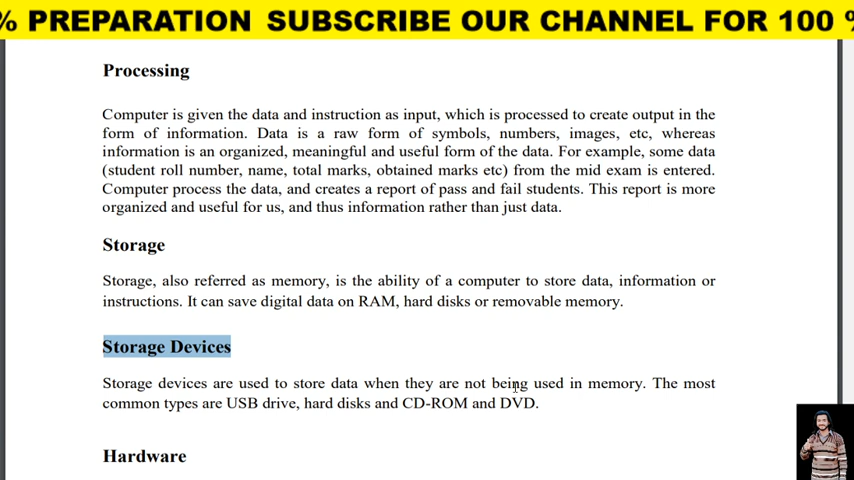 % PREPARATION SUBSCRIBE OUR CHANNEL FOR 100 %
Processing
Computer is given the data and instruction as input, which is processed to create output in the
form of information. Data is a raw form of symbols, numbers, images, etc, whereas
information is an organized, meaningful and useful form of the data. For example, some data
(student roll number, name, total marks, obtained marks etc) from the mid exam is entered.
Computer process the data, and creates a report of pass and fail students. This report is more
organized and useful for us, and thus information rather than just data.
Storage
Storage, also referred as memory, is the ability of a computer to store data, information or
instructions. It can save digital data on RAM, hard disks or removable memory.
Storage Devices
Storage devices are used to store data when they are not being used in memory. The most
common types are USB drive, hard disks and CD-ROM and DVD.
Hardware